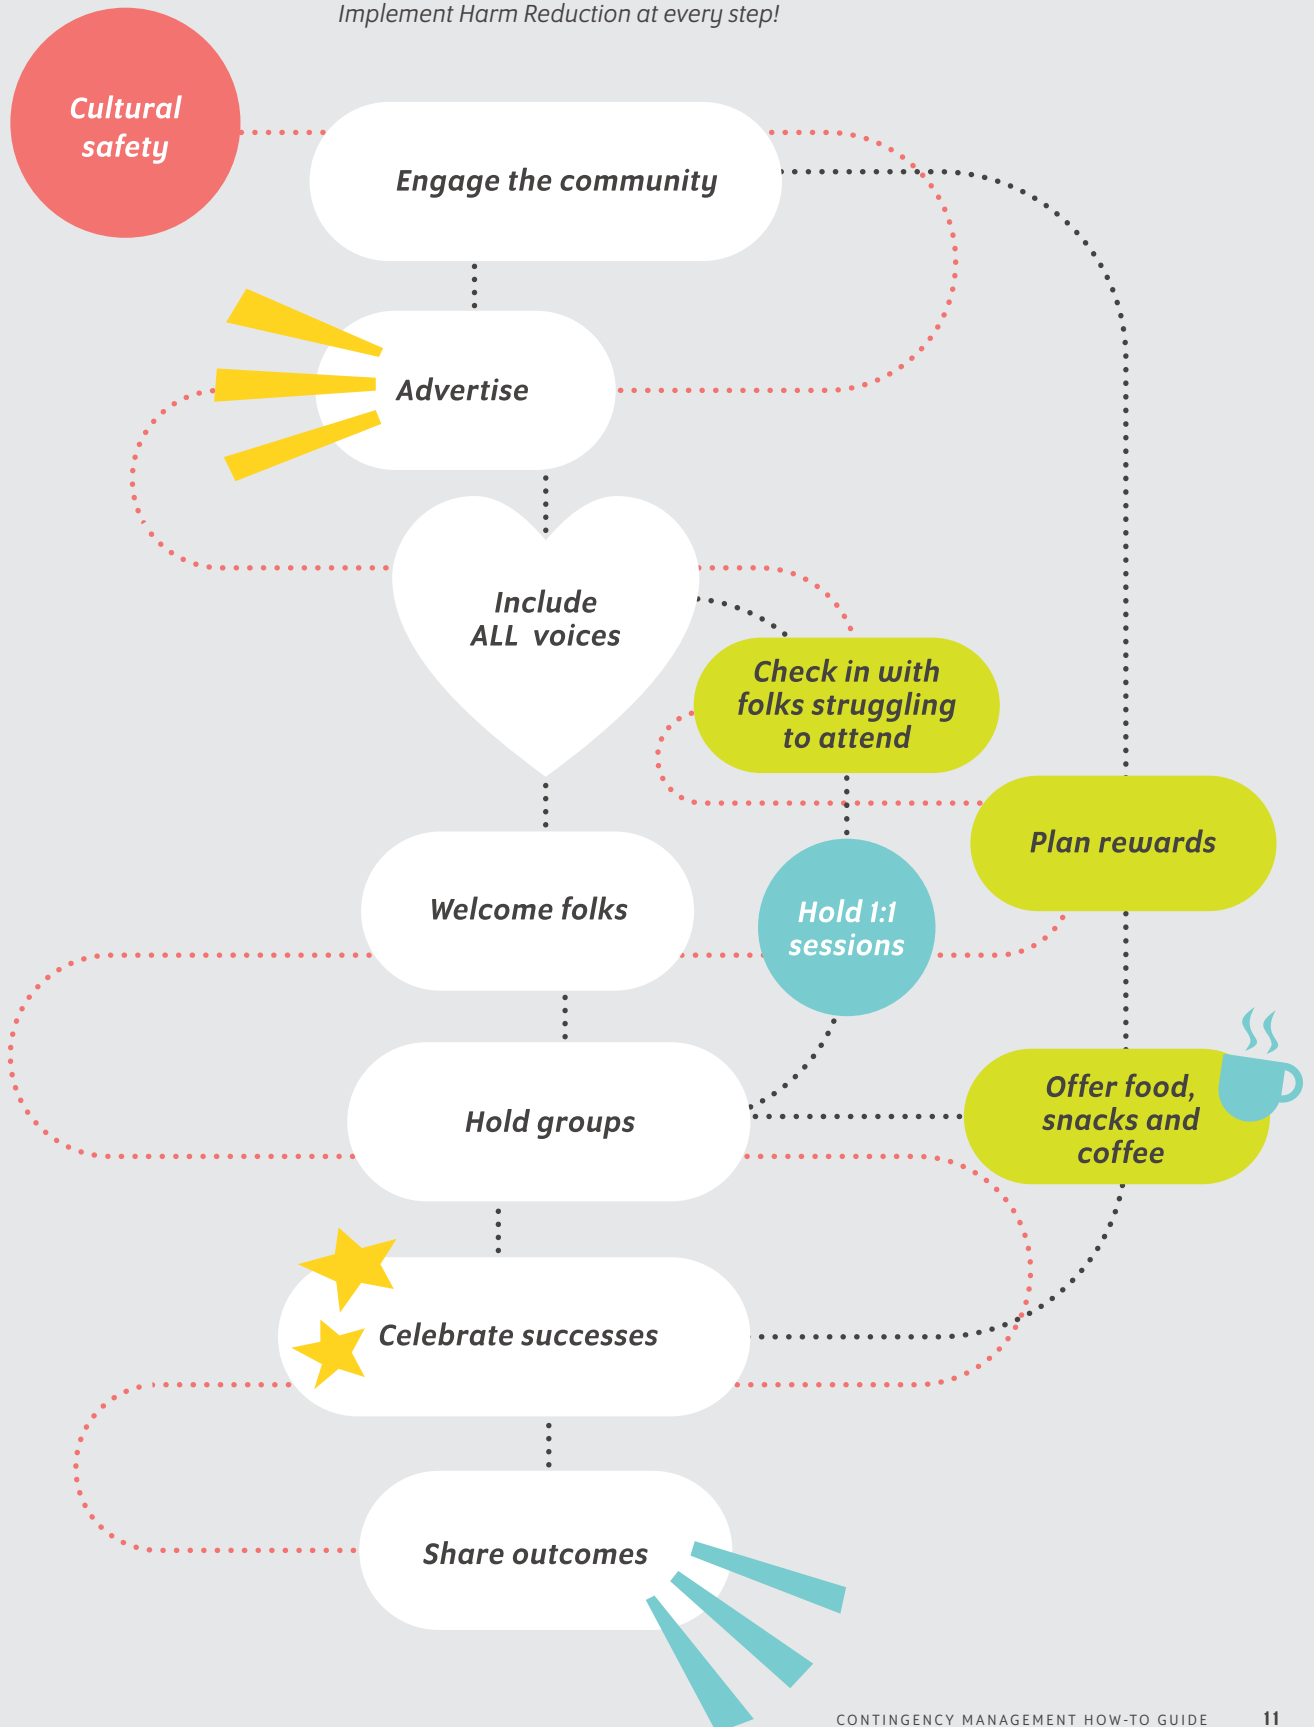 Implement Harm Reduction at every step!
Cultural
safety
Engage the community
Advertise
Include
ALL voices
Check in with
folks struggling
to attend
Plan rewards
Welcome folks
Hold 1:1
sessions
Offer food,
snacks and
coffee
Hold groups
Celebrate successes
Share outcomes
CONTINGENCY MANAGEMENT HOW-TO GUIDE 11